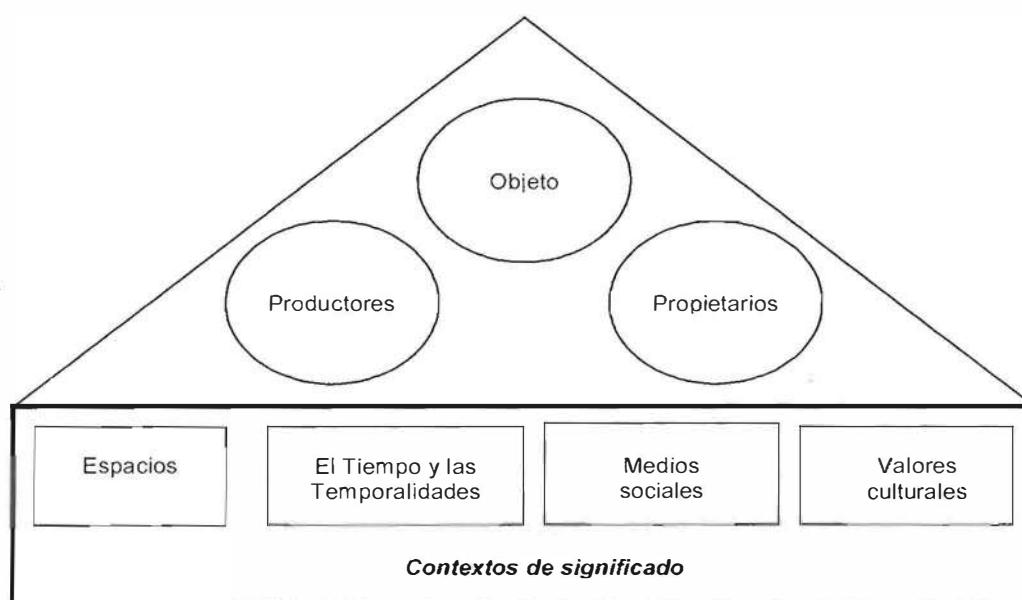 Objeto
Productores
Propietarios
Espacios
El Tiempo y las
Temporalidades
Medios
sociales
Valores
culturales
Contextos de significado